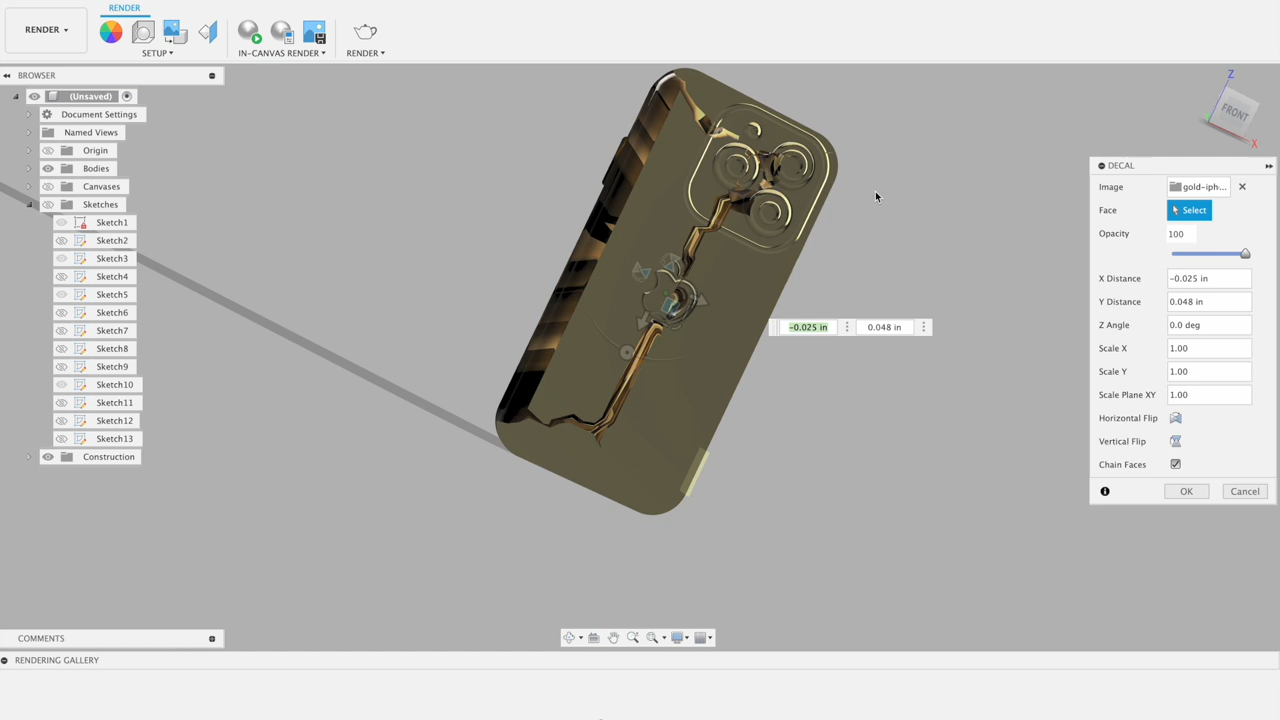 RENDER
RENDER
SETUP
IN-CANVAS RENDER
RENDER
BROWSER
(Unsaved)
Document Settings
Named Views
Origin
Bodies
Canvases
Sketches
Sketch1
Sketch2
Sketch3
Sketch4
Sketch5
Sketch6
Sketch7
Sketch8
Sketch9
Sketch10
Sketch11
Sketch12
Sketch13
Construction
Z
FRONT
X
DECAL
Image gold-iph...
Face Select
Opacity 100
X Distance -0.025 in
Y Distance 0.048 in
Z Angle 0.0 deg
Scale X 1.00
Scale Y 1.00
Scale Plane XY 1.00
Horizontal Flip
Vertical Flip
Chain Faces
OK Cancel
-0.025 in 0.048 in
COMMENTS
RENDERING GALLERY